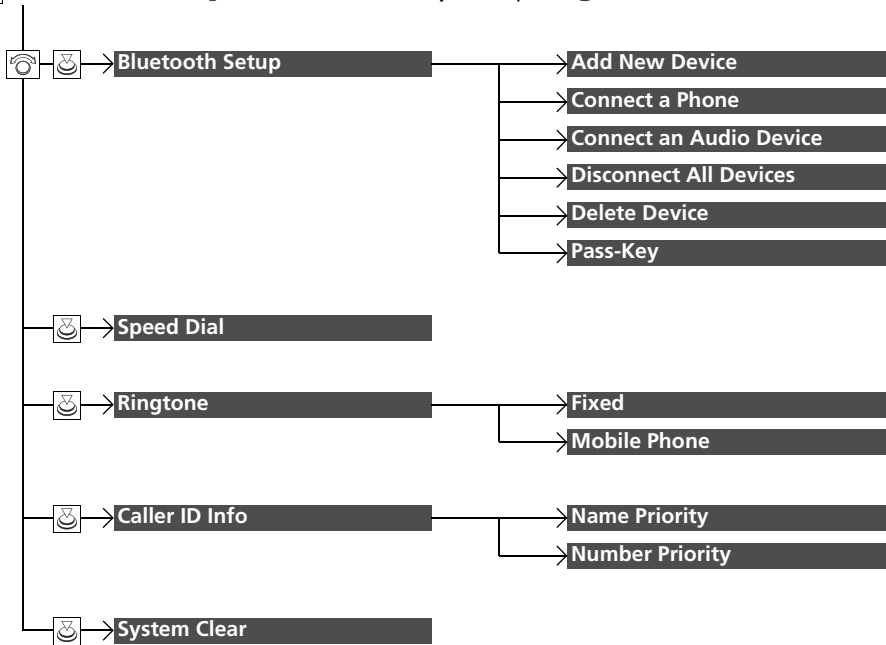 Bluetooth Setup
Add New Device
Connect a Phone
Connect an Audio Device
Disconnect All Devices
Delete Device
Pass-Key
Speed Dial
Ringtone
Fixed
Mobile Phone
Caller ID Info
Name Priority
Number Priority
System Clear